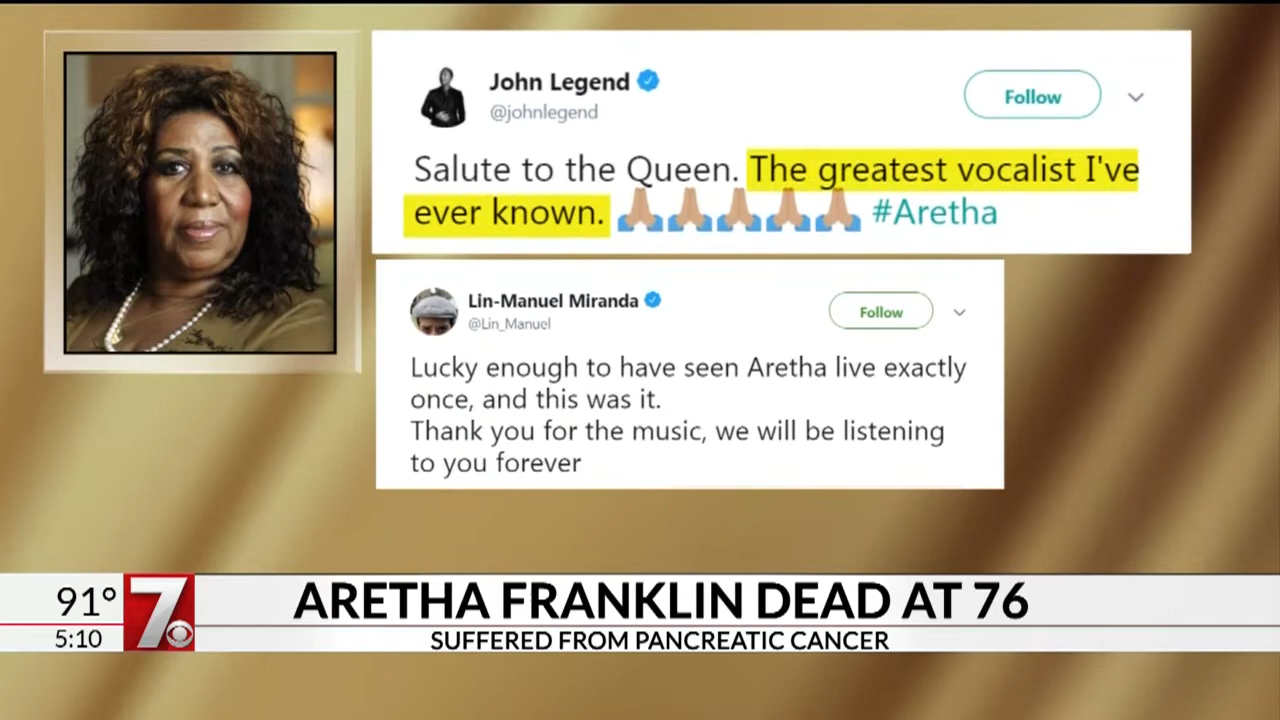 John Legend
@johnlegend
Follow
Salute to the Queen. The greatest vocalist I've
ever known. 🙏🏼🙏🏼🙏🏼🙏🏼🙏🏼 #Aretha
Lin-Manuel Miranda
@Lin_Manuel
Follow
Lucky enough to have seen Aretha live exactly
once, and this was it.
Thank you for the music, we will be listening
to you forever
91°
5:10
7
ARETHA FRANKLIN DEAD AT 76
SUFFERED FROM PANCREATIC CANCER